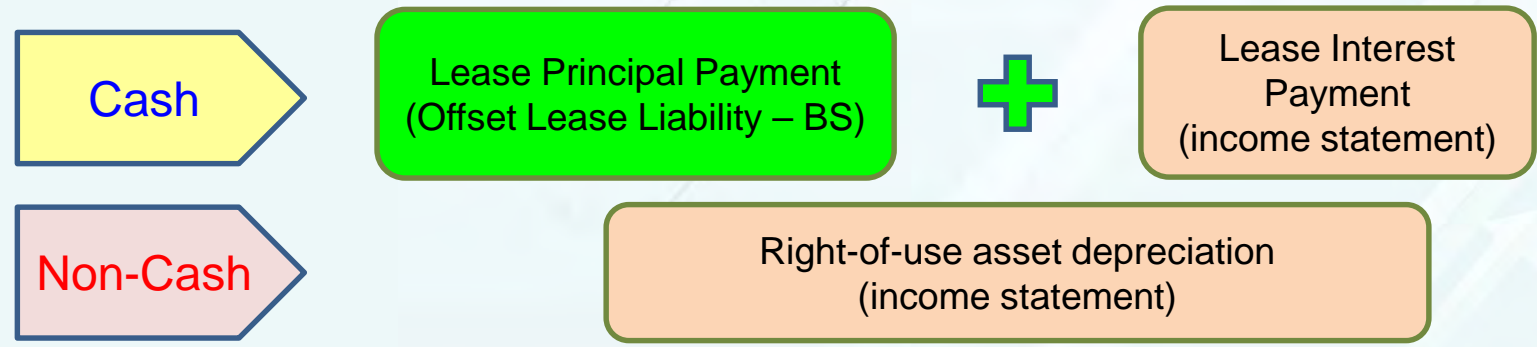 Cash
Lease Principal Payment
(Offset Lease Liability – BS)
Lease Interest
Payment
(income statement)
Non-Cash
Right-of-use asset depreciation
(income statement)